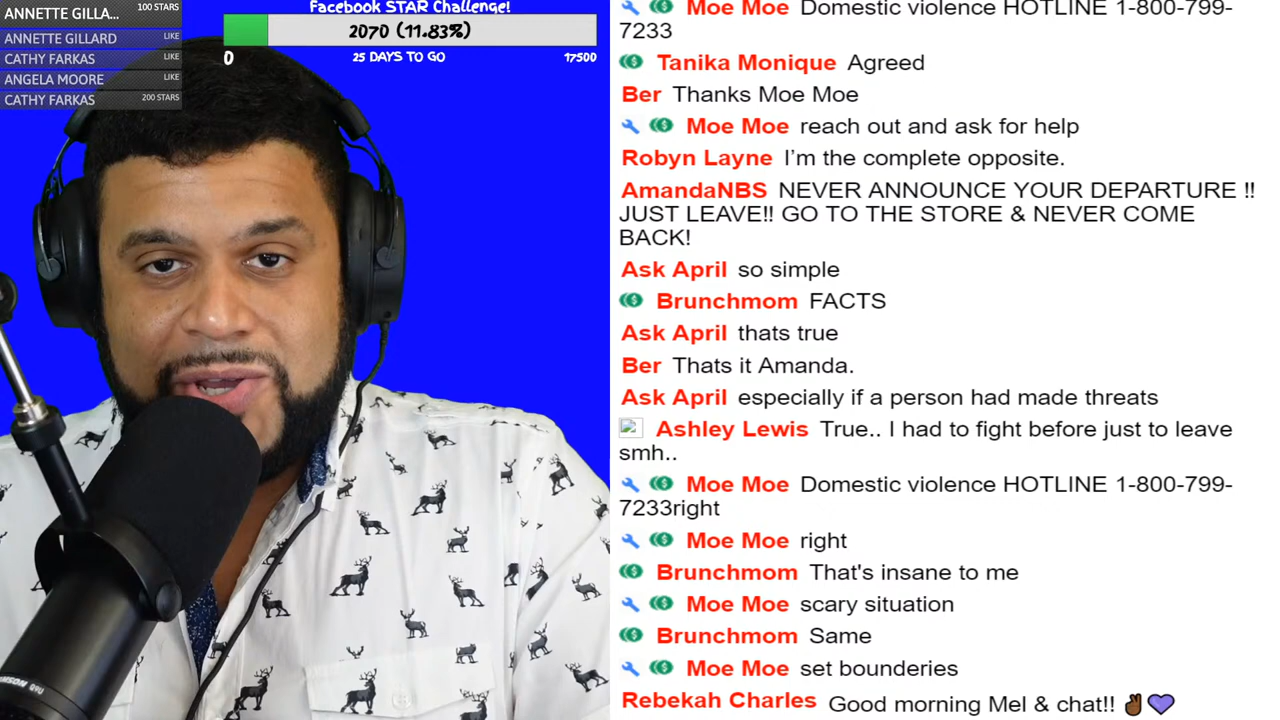 ANNETTE GILLA... 100 STARS
ANNETTE GILLARD LIKE
CATHY FARKAS LIKE
ANGELA MOORE LIKE
CATHY FARKAS 200 STARS
Facebook STAR Challenge!
2070 (11.83%)
0 25 DAYS TO GO 17500
Moe Moe Domestic violence HOTLINE 1-800-799-
7233
Tanika Monique Agreed
Ber Thanks Moe Moe
Moe Moe reach out and ask for help
Robyn Layne I’m the complete opposite.
AmandaNBS NEVER ANNOUNCE YOUR DEPARTURE !!
JUST LEAVE!! GO TO THE STORE & NEVER COME
BACK!
Ask April so simple
Brunchmom FACTS
Ask April thats true
Ber Thats it Amanda.
Ask April especially if a person had made threats
Ashley Lewis True.. I had to fight before just to leave
smh..
Moe Moe Domestic violence HOTLINE 1-800-799-
7233right
Moe Moe right
Brunchmom That's insane to me
Moe Moe scary situation
Brunchmom Same
Moe Moe set bounderies
Rebekah Charles Good morning Mel & chat!! ✌🏾💜